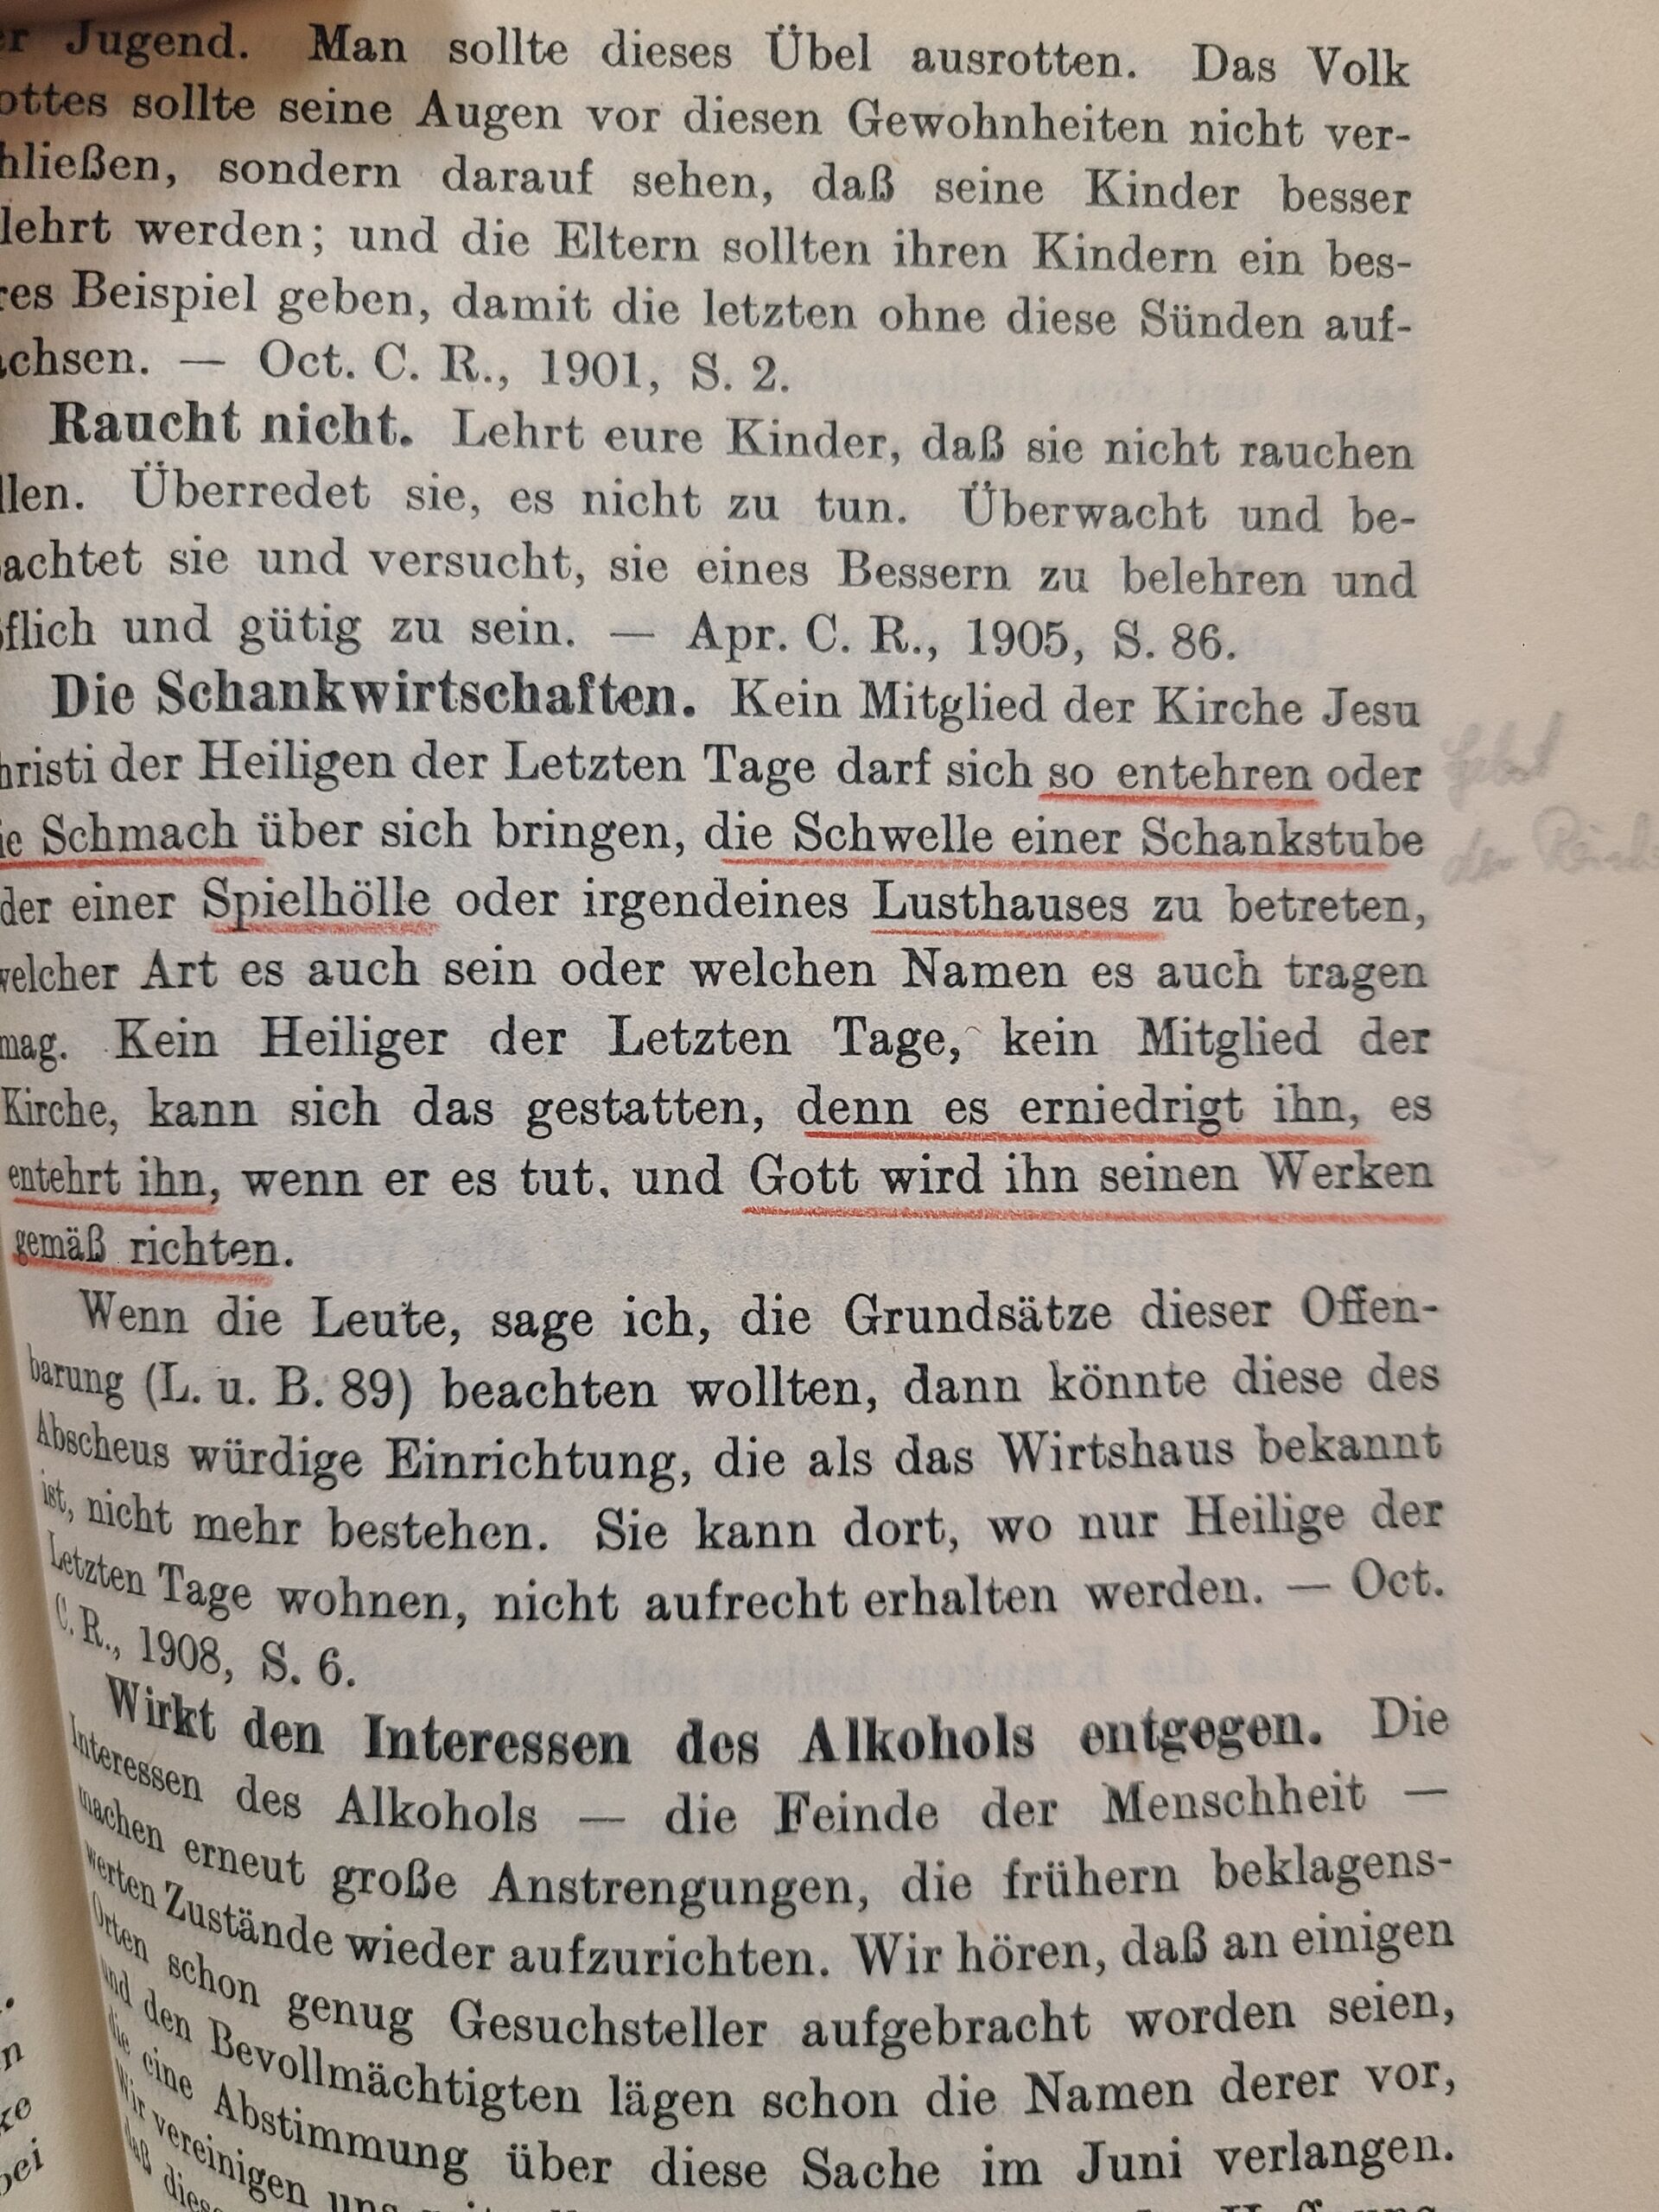 er Jugend. Man sollte dieses Übel ausrotten. Das Volk
ottes sollte seine Augen vor diesen Gewohnheiten nicht ver-
hließen, sondern darauf sehen, daß seine Kinder besser
lehrt werden; und die Eltern sollten ihren Kindern ein bes-
res Beispiel geben, damit die letzten ohne diese Sünden auf-
achsen. — Oct. C. R., 1901, S. 2.
Raucht nicht. Lehrt eure Kinder, daß sie nicht rauchen
llen. Überredet sie, es nicht zu tun. Überwacht und be-
achtet sie und versucht, sie eines Bessern zu belehren und
öflich und gütig zu sein. — Apr. C. R., 1905, S. 86.
Die Schankwirtschaften. Kein Mitglied der Kirche Jesu
hristi der Heiligen der Letzten Tage darf sich so entehren oder
ie Schmach über sich bringen, die Schwelle einer Schankstube
der einer Spielhölle oder irgendeines Lusthauses zu betreten,
welcher Art es auch sein oder welchen Namen es auch tragen
mag. Kein Heiliger der Letzten Tage, kein Mitglied der
Kirche, kann sich das gestatten, denn es erniedrigt ihn, es
entehrt ihn, wenn er es tut, und Gott wird ihn seinen Werken
gemäß richten.
Wenn die Leute, sage ich, die Grundsätze dieser Offen-
barung (L. u. B. 89) beachten wollten, dann könnte diese des
Abscheus würdige Einrichtung, die als das Wirtshaus bekannt
ist, nicht mehr bestehen. Sie kann dort, wo nur Heilige der
Letzten Tage wohnen, nicht aufrecht erhalten werden. — Oct.
C. R., 1908, S. 6.
Wirkt den Interessen des Alkohols entgegen. Die
Interessen des Alkohols — die Feinde der Menschheit —
machen erneut große Anstrengungen, die frühern beklagens-
werten Zustände wieder aufzurichten. Wir hören, daß an einigen
Orten schon genug Gesuchsteller aufgebracht worden seien,
und den Bevollmächtigten lägen schon die Namen derer vor,
die eine Abstimmung über diese Sache im Juni verlangen.
Wir vereinigen uns
daß diese